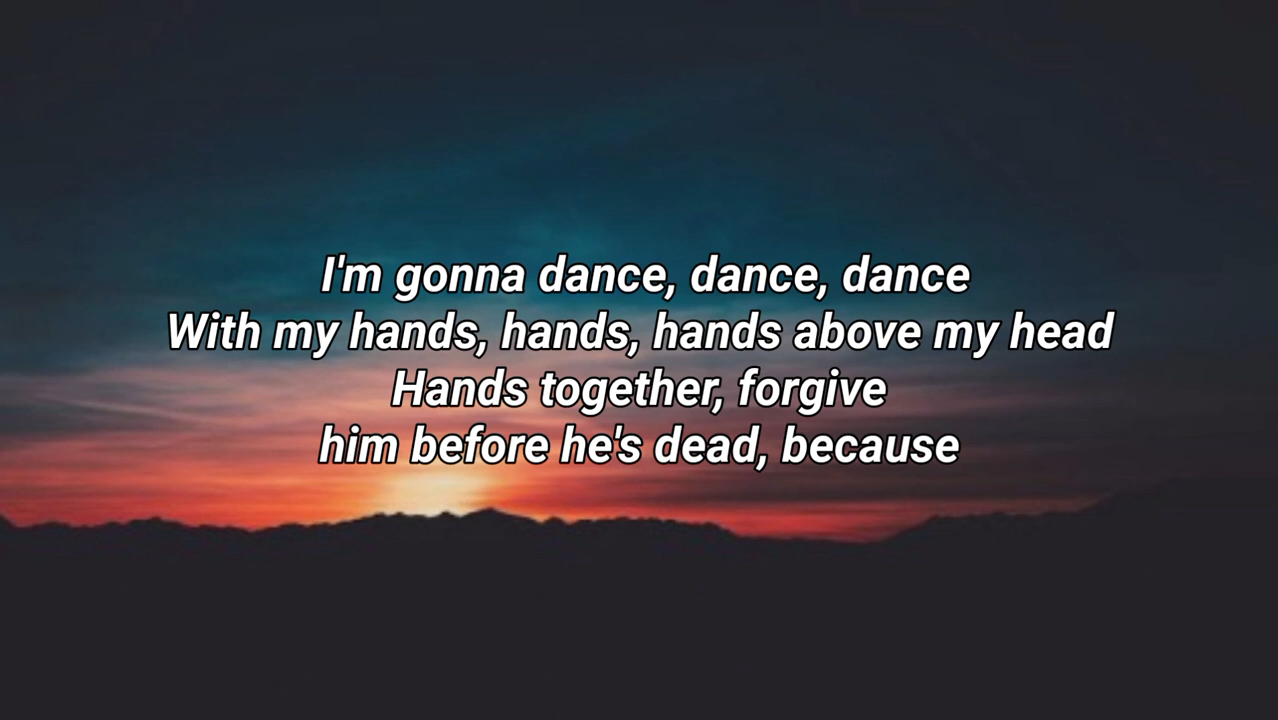 I'm gonna dance, dance, dance
With my hands, hands, hands above my head
Hands together, forgive
him before he's dead, because